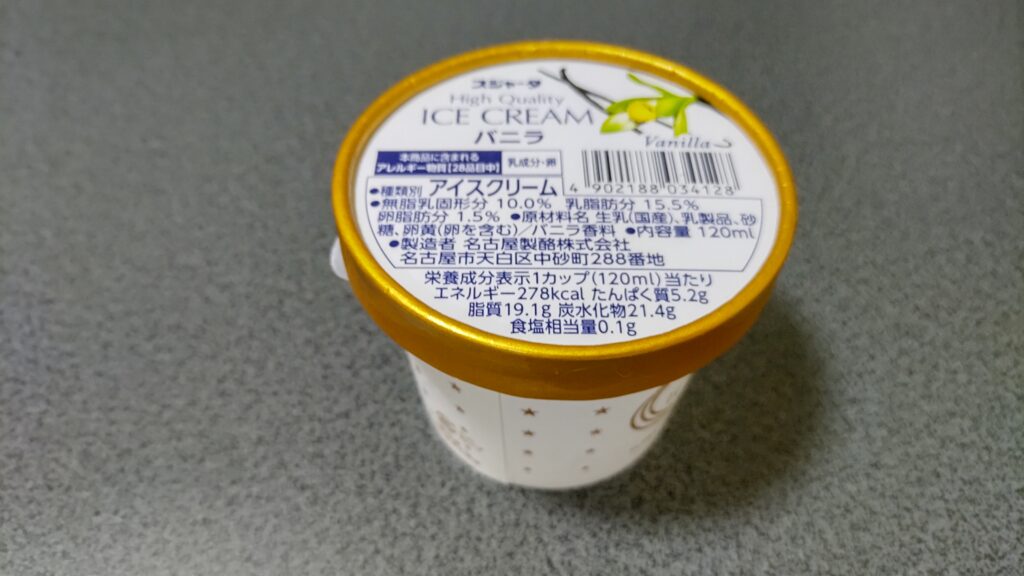 スジャータ
High Quality
ICE CREAM
バニラ
Vanilla
本商品に含まれる
アレルギー物質【28品目中】
乳成分・卵
4 902188 034128
●種類別 アイスクリーム
●無脂乳固形分 10.0% 乳脂肪分 15.5%
卵脂肪分 1.5% ●原材料名 生乳(国産)、乳製品、砂
糖、卵黄(卵を含む)/バニラ香料 ●内容量 120ml
●製造者 名古屋製酪株式会社
名古屋市天白区中砂町288番地
栄養成分表示1カップ(120ml)当たり
エネルギー278kcal たんぱく質5.2g
脂質19.1g 炭水化物21.4g
食塩相当量0.1g